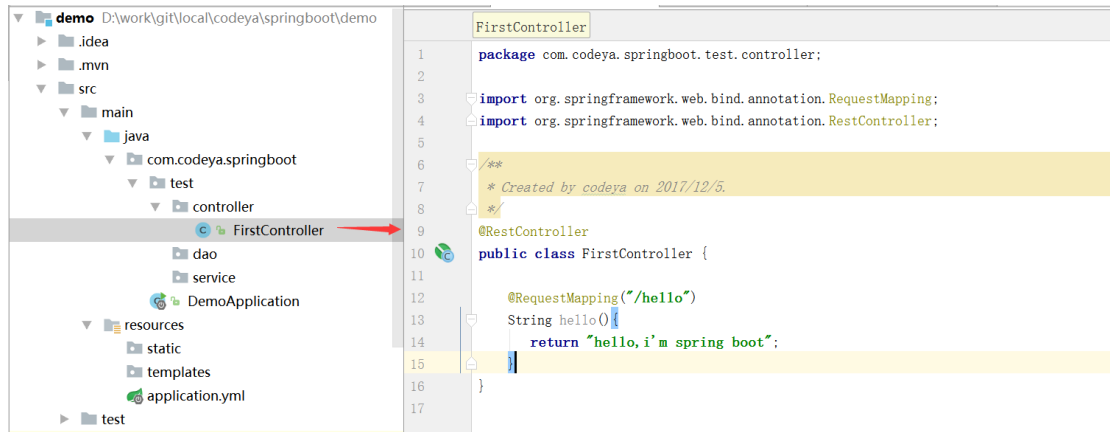 demo D:\work\git\local\codeya\springboot\demo
.idea
.mvn
src
main
java
com.codeya.springboot
test
controller
FirstController
dao
service
DemoApplication
resources
static
templates
application.yml
test
FirstController
1 package com.codeya.springboot.test.controller;
2
3 import org.springframework.web.bind.annotation.RequestMapping;
4 import org.springframework.web.bind.annotation.RestController;
5
6 /**
7 * Created by codeya on 2017/12/5.
8 */
9 @RestController
10 public class FirstController {
11
12 @RequestMapping("/hello")
13 String hello(){
14 return "hello,i'm spring boot";
15 }
16 }
17